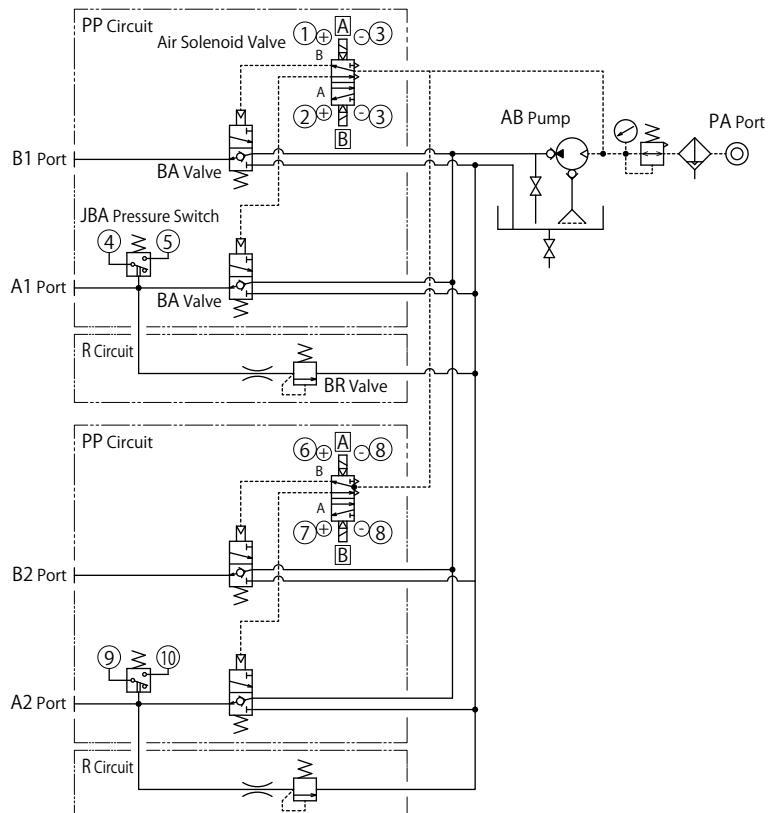 PP Circuit
① + A - ③
Air Solenoid Valve
B
A
② + - ③
B
AB Pump
PA Port
B1 Port
BA Valve
JBA Pressure Switch
④ ⑤
A1 Port
BA Valve
R Circuit
BR Valve
PP Circuit
⑥ + A - ⑧
B
A
⑦ + - ⑧
B
B2 Port
⑨ ⑩
A2 Port
R Circuit